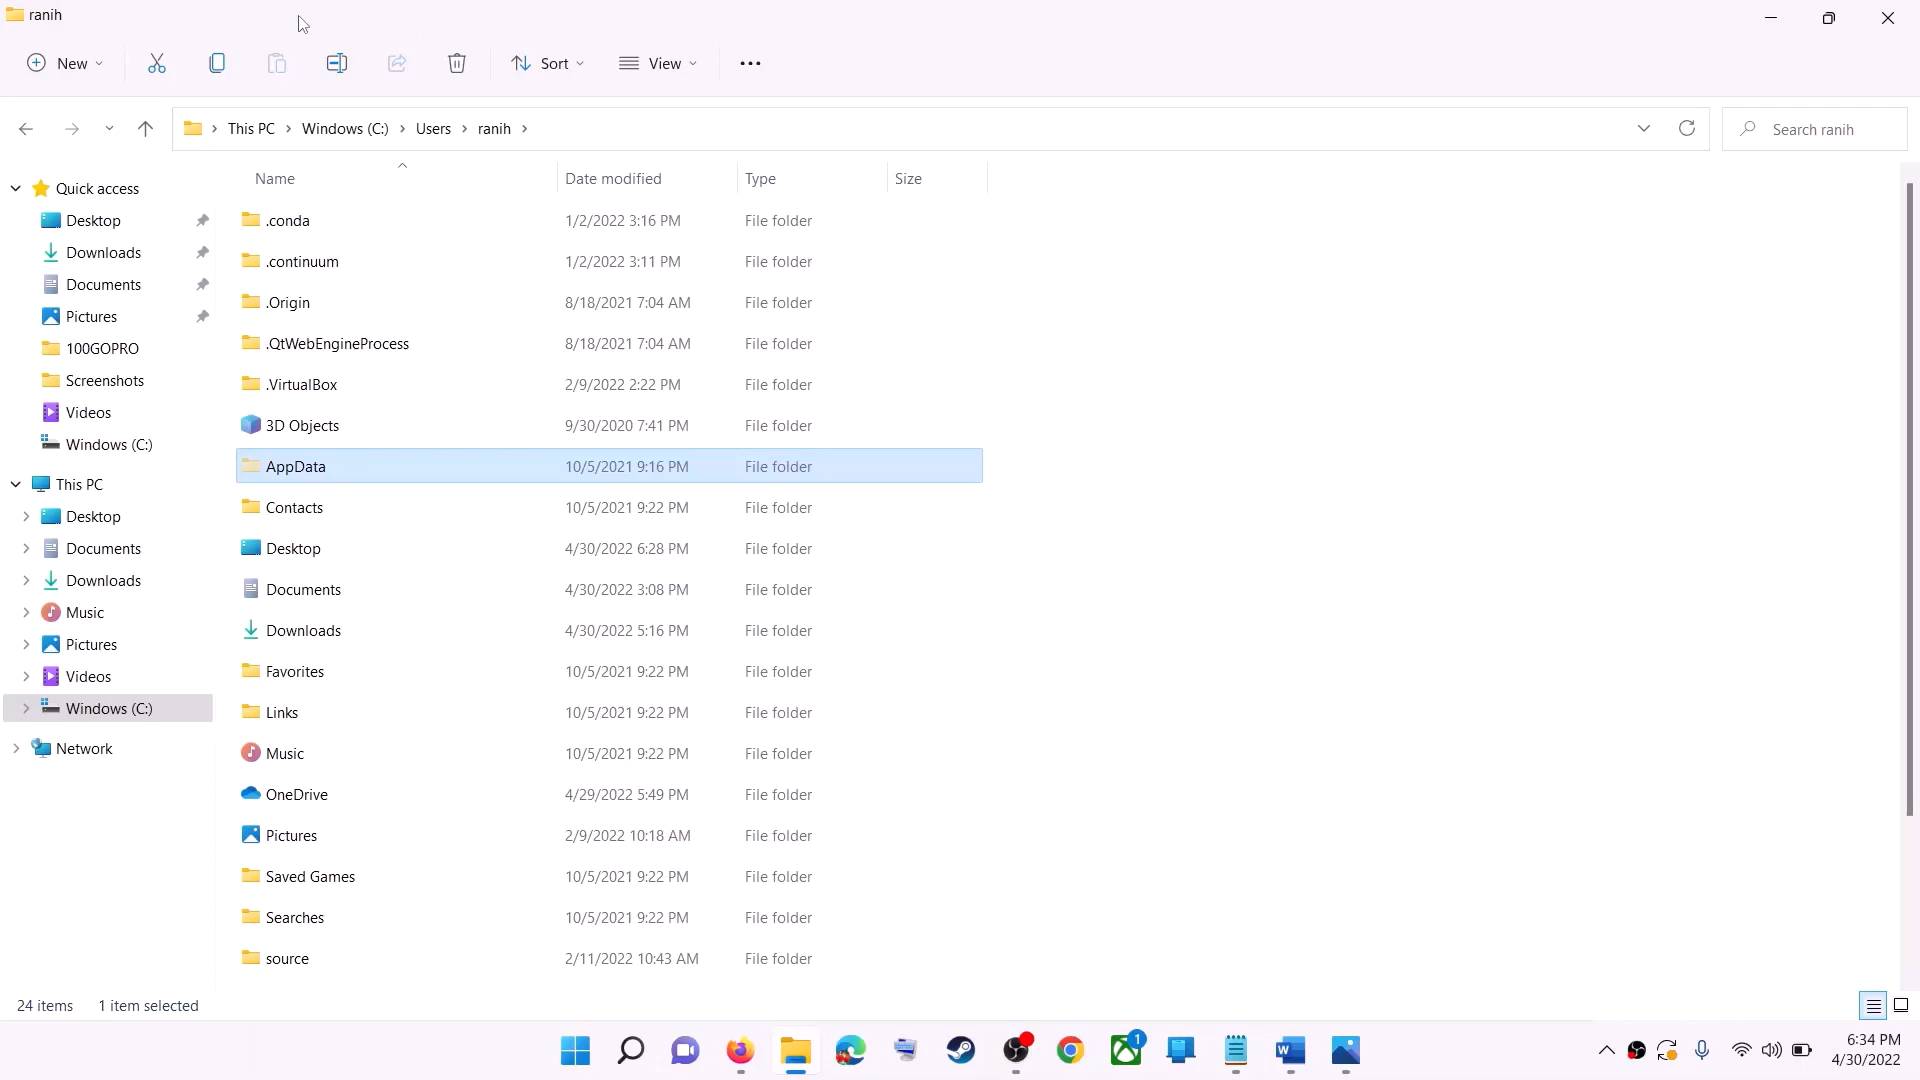 ranih
New
Sort
View
This PC
Windows (C:)
Users
ranih
Search ranih
Quick access
Desktop
Downloads
Documents
Pictures
100GOPRO
Screenshots
Videos
Windows (C:)
This PC
Desktop
Documents
Downloads
Music
Pictures
Videos
Windows (C:)
Network
Name Date modified Type Size
.conda 1/2/2022 3:16 PM File folder
.continuum 1/2/2022 3:11 PM File folder
.Origin 8/18/2021 7:04 AM File folder
.QtWebEngineProcess 8/18/2021 7:04 AM File folder
.VirtualBox 2/9/2022 2:22 PM File folder
3D Objects 9/30/2020 7:41 PM File folder
AppData 10/5/2021 9:16 PM File folder
Contacts 10/5/2021 9:22 PM File folder
Desktop 4/30/2022 6:28 PM File folder
Documents 4/30/2022 3:08 PM File folder
Downloads 4/30/2022 5:16 PM File folder
Favorites 10/5/2021 9:22 PM File folder
Links 10/5/2021 9:22 PM File folder
Music 10/5/2021 9:22 PM File folder
OneDrive 4/29/2022 5:49 PM File folder
Pictures 2/9/2022 10:18 AM File folder
Saved Games 10/5/2021 9:22 PM File folder
Searches 10/5/2021 9:22 PM File folder
source 2/11/2022 10:43 AM File folder
24 items 1 item selected
1
W
6:34 PM
4/30/2022